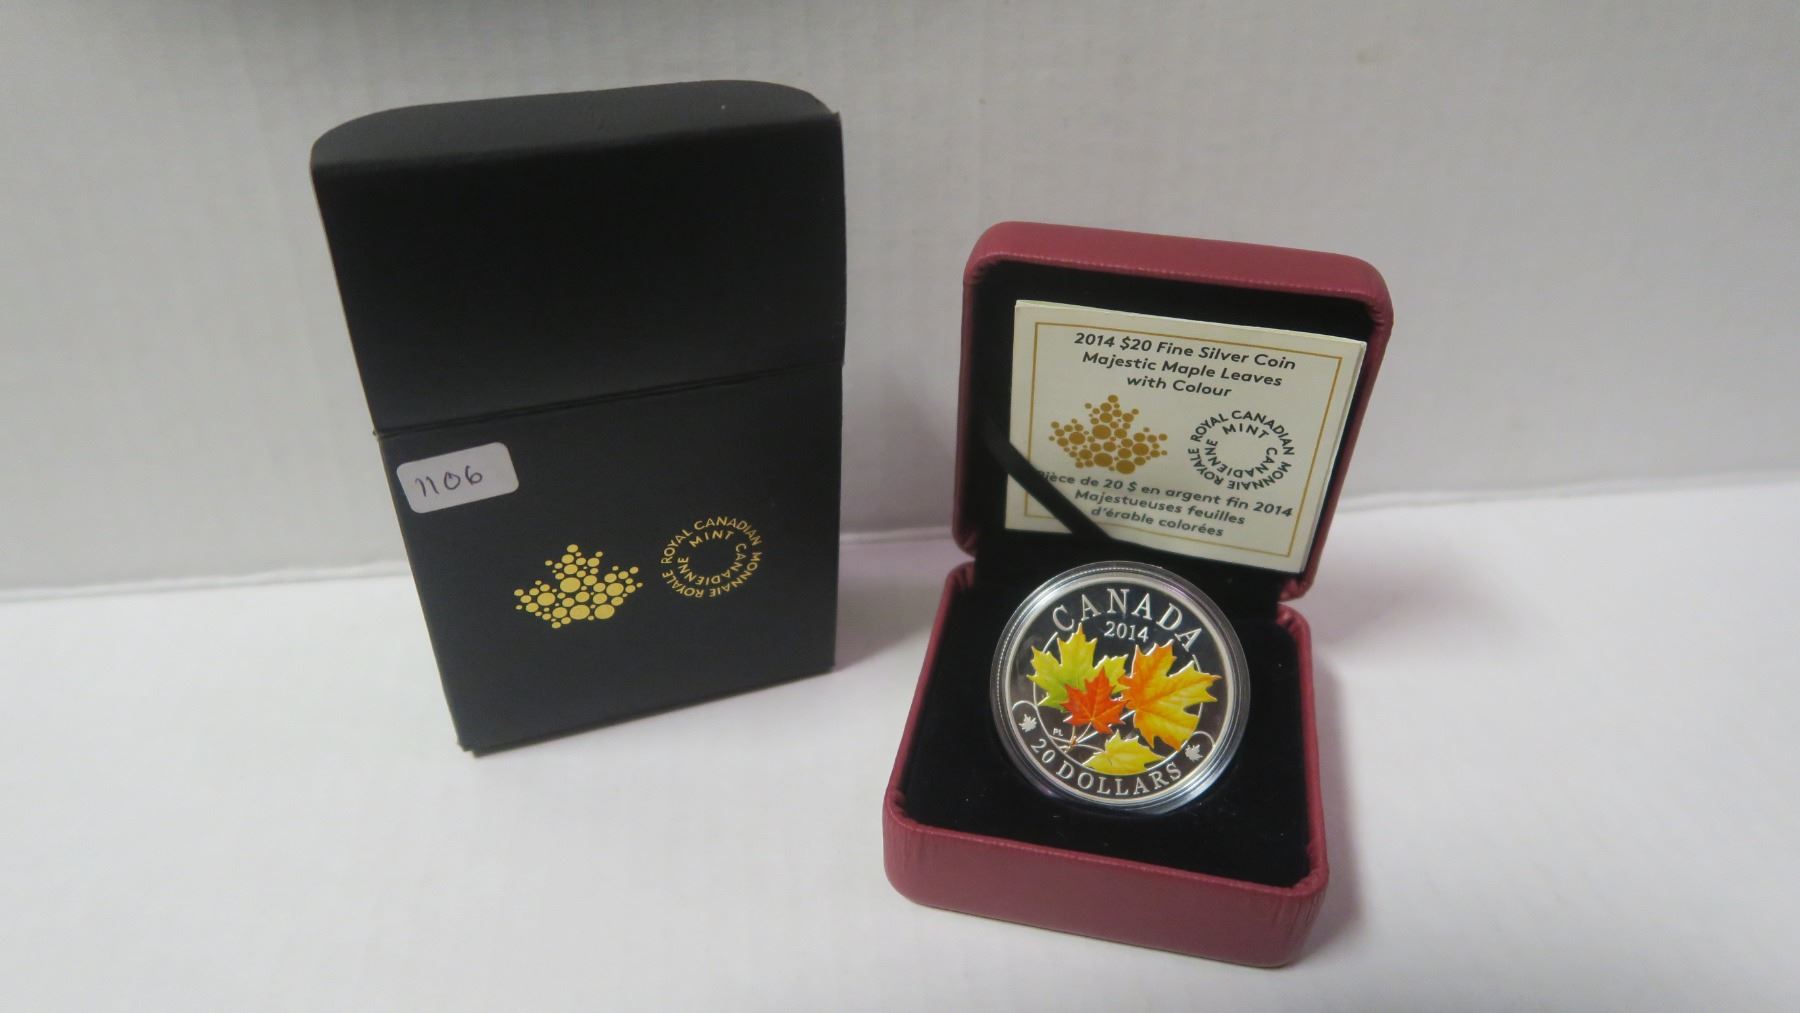 1106
ROYAL CANADIAN MINT
MONNAIE ROYALE CANADIENNE
2014 $20 Fine Silver Coin
Majestic Maple Leaves
with Colour
ROYAL CANADIAN MINT
MONNAIE ROYALE CANADIENNE
Pièce de 20 $ en argent fin 2014
Majestueuses feuilles
d'érable colorées
CANADA
2014
PL
20 DOLLARS